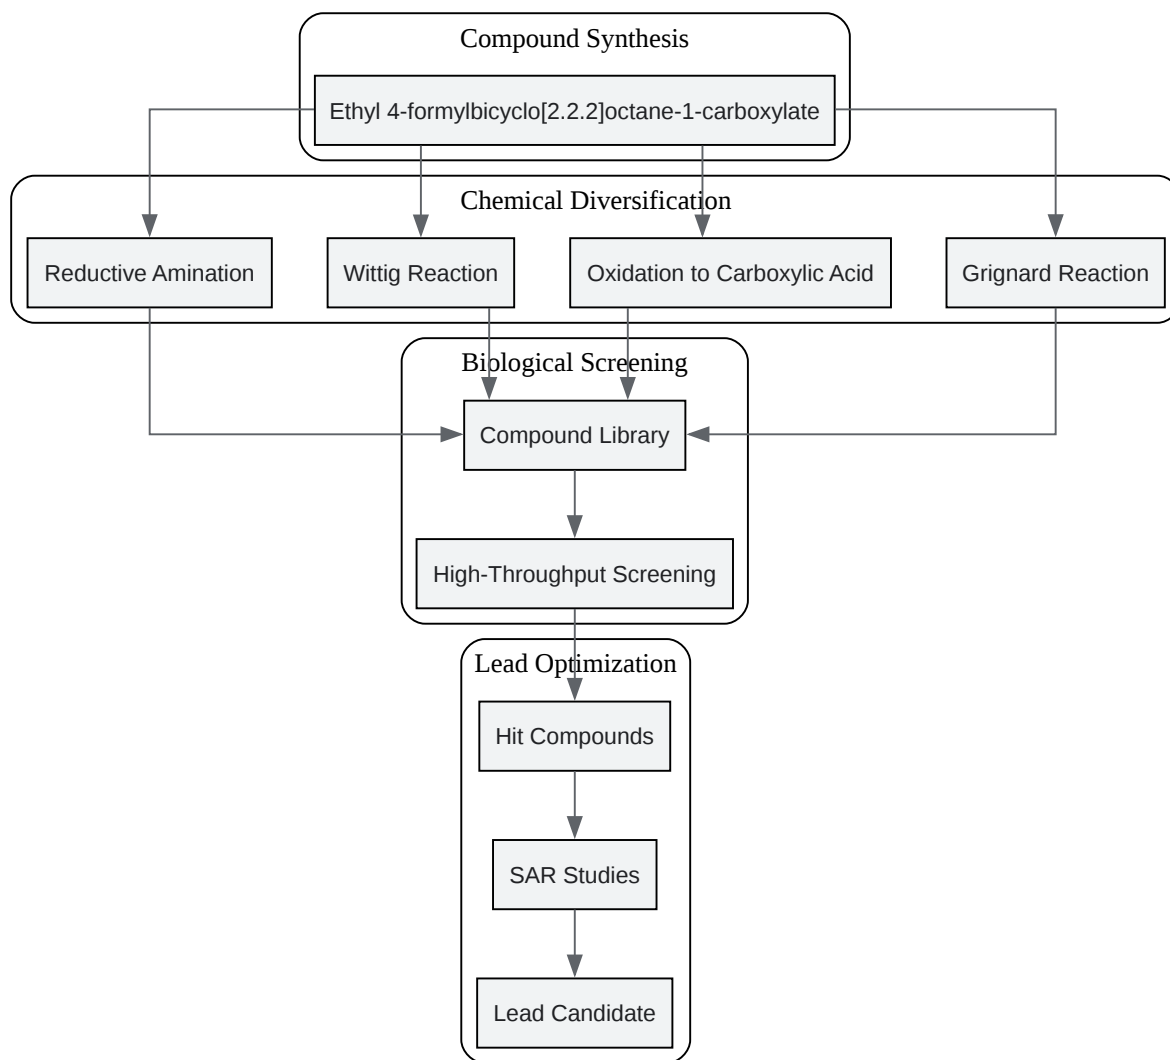 Compound Synthesis
Ethyl 4-formylbicyclo[2.2.2]octane-1-carboxylate
Chemical Diversification
Reductive Amination
Wittig Reaction
Oxidation to Carboxylic Acid
Grignard Reaction
Biological Screening
Compound Library
High-Throughput Screening
Lead Optimization
Hit Compounds
SAR Studies
Lead Candidate